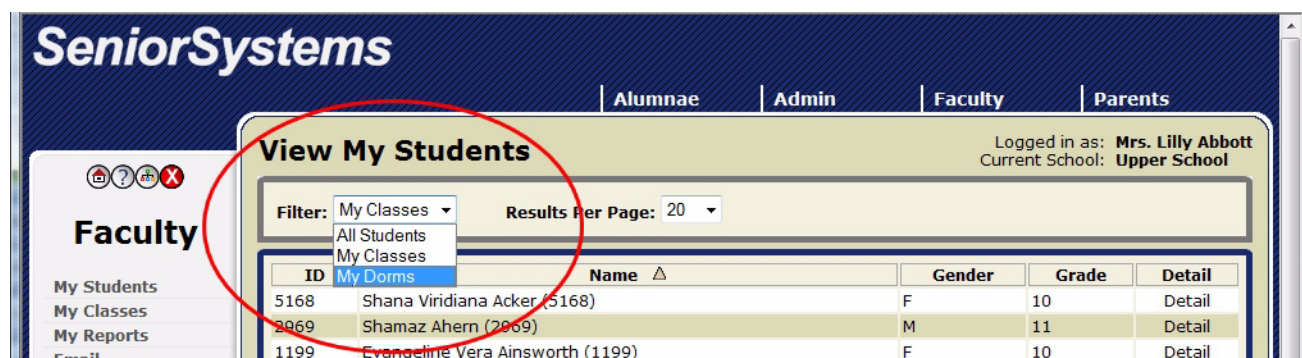 SeniorSystems
Alumnae Admin Faculty Parents
View My Students
Logged in as: Mrs. Lilly Abbott
Current School: Upper School
Faculty
Filter: My Classes Results Per Page: 20
All Students
My Classes
My Dorms
ID Name Gender Grade Detail
My Students
My Classes
My Reports
Email
5168 Shana Viridiana Acker (5168) F 10 Detail
2969 Shamaz Ahern (2969) M 11 Detail
1199 Evangeline Vera Ainsworth (1199) F 10 Detail